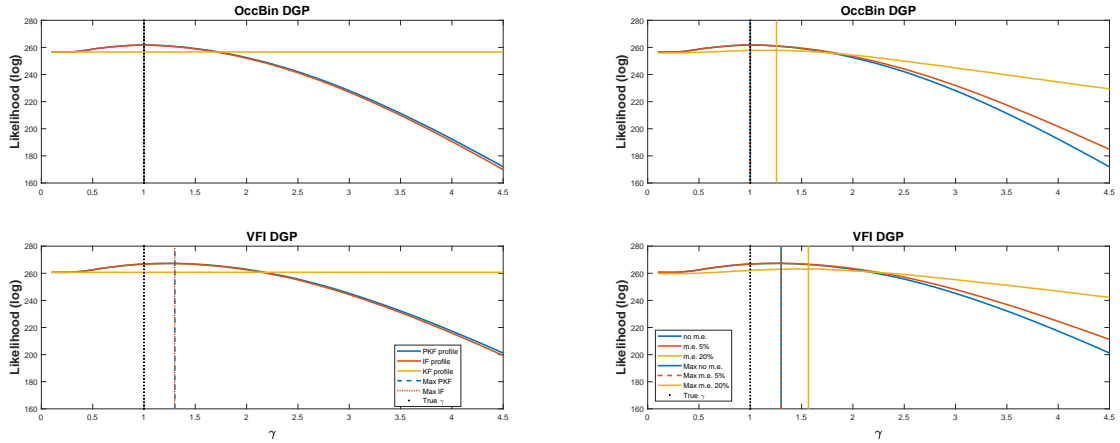 OccBin DGP
Likelihood (log)
280
260
240
220
200
180
160
0 0.5 1 1.5 2 2.5 3 3.5 4 4.5
OccBin DGP
Likelihood (log)
280
260
240
220
200
180
160
0 0.5 1 1.5 2 2.5 3 3.5 4 4.5
VFI DGP
Likelihood (log)
280
260
240
220
200
180
160
PKF profile
IF profile
KF profile
Max PKF
Max IF
True γ
0 0.5 1 1.5 2 2.5 3 3.5 4 4.5
γ
VFI DGP
Likelihood (log)
280
260
240
220
200
180
160
no m.e.
m.e. 5%
m.e. 20%
Max no m.e.
Max m.e. 5%
Max m.e. 20%
True γ
0 0.5 1 1.5 2 2.5 3 3.5 4 4.5
γ